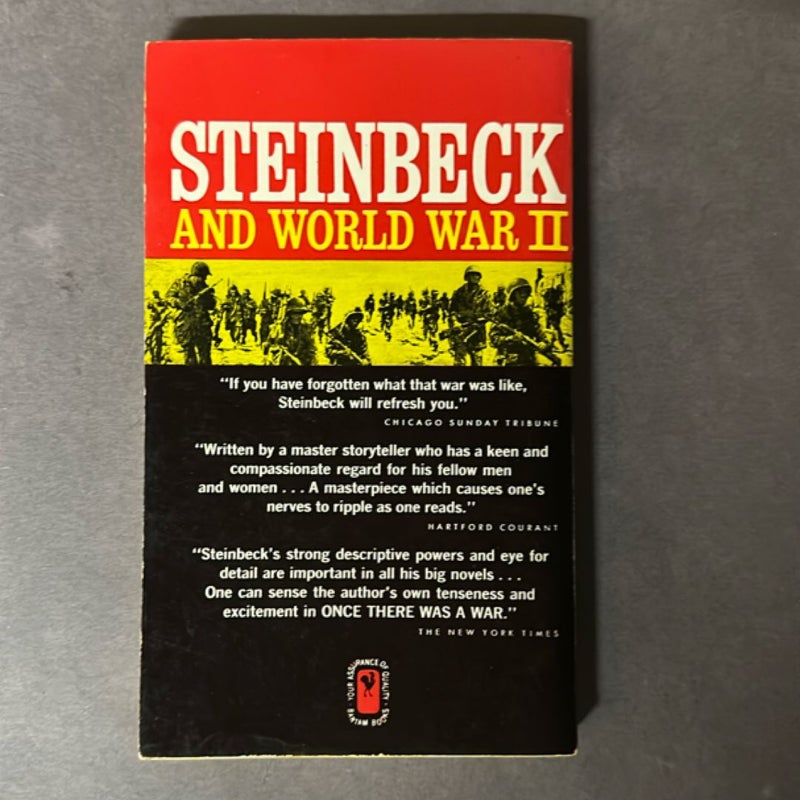 STEINBECK
AND WORLD WAR II
“If you have forgotten what that war was like,
Steinbeck will refresh you.”
CHICAGO SUNDAY TRIBUNE
“Written by a master storyteller who has a keen and
compassionate regard for his fellow men
and women . . . A masterpiece which causes one’s
nerves to ripple as one reads.”
HARTFORD COURANT
“Steinbeck’s strong descriptive powers and eye for
detail are important in all his big novels . . .
One can sense the author’s own tenseness and
excitement in ONCE THERE WAS A WAR.”
THE NEW YORK TIMES
YOUR ASSURANCE OF QUALITY
BANTAM BOOKS